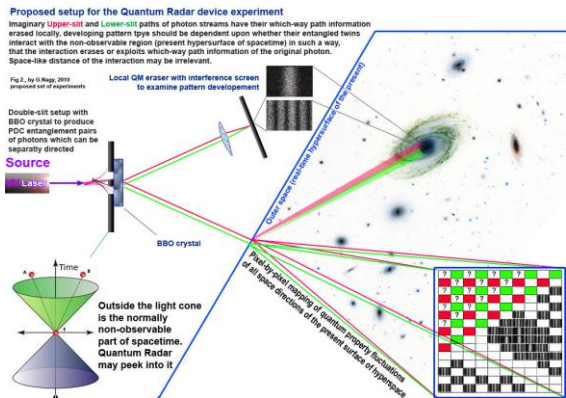 Proposed setup for the Quantum Radar device experiment
Imaginary Upper-slit and Lower-slit paths of photon streams have their which-way path information
erased locally, developing pattern tpye should be dependent upon whether their entangled twins
interact with the non-observable region (present hypersurface of spacetime) in such a way,
that the interaction erases or exploits which-way path information of the original photon.
Space-like distance of the interaction may be irrelevant.
Fig 2., by G.Nagy, 2018
proposed set of experiments
Local QM eraser with interference screen
to examine pattern developement
Double-slit setup with
BBO crystal to produce
PDC entanglement pairs
of photons which can be
separatly directed
Source
Laser
BBO crystal
Outer space (real-time hypersurface of the present)
Pixel-by-pixel mapping of quantum property fluctuations
of all space directions of the present surface of hyperspace
Time
A
Outside the light cone
is the normally
non-observable
part of spacetime.
Quantum Radar
may peek into it
? ? ? ? ?
? ? ? ?
? ? ?
? ? ?
? ?
?
?